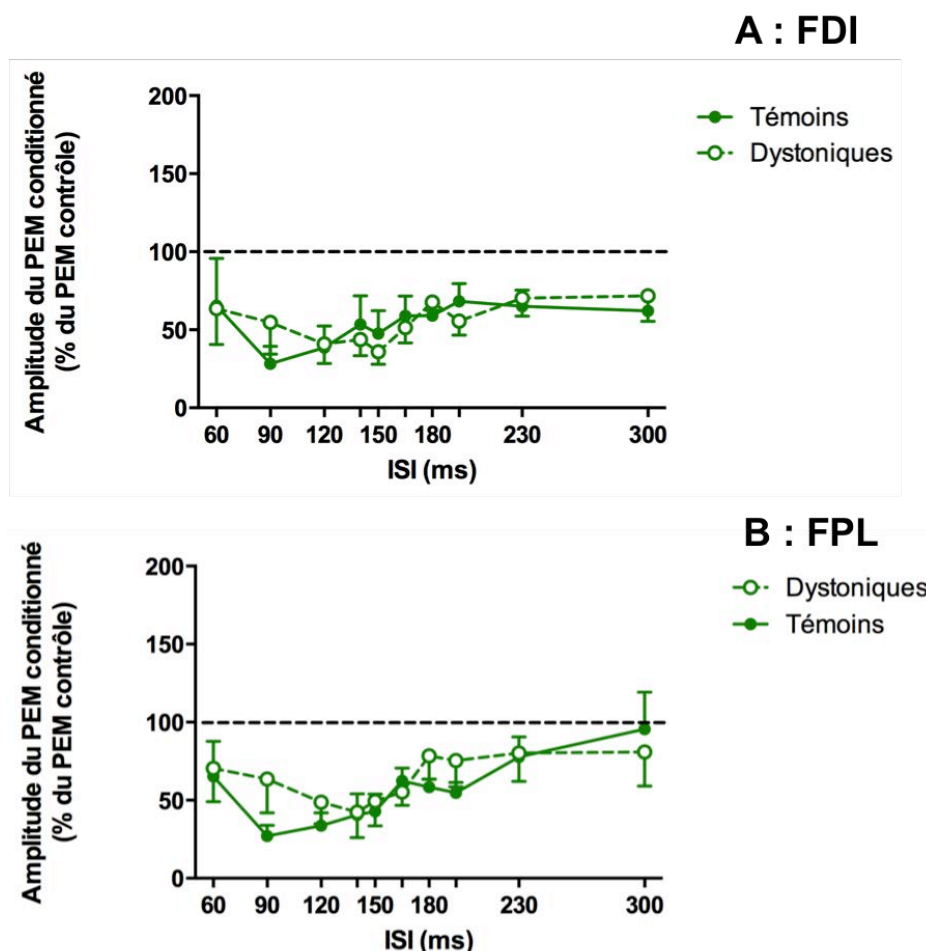 A : FDI
Amplitude du PEM conditionné
(% du PEM contrôle)
200
150
100
50
0
60 90 120 150 180 230 300
ISI (ms)
Témoins
Dystoniques
B : FPL
Amplitude du PEM conditionné
(% du PEM contrôle)
200
150
100
50
0
60 90 120 150 180 230 300
ISI (ms)
Dystoniques
Témoins